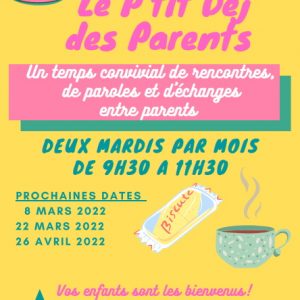 Le P'tit Dej
des Parents
Un temps convivial de rencontres,
de paroles et d'échanges
entre parents
DEUX MARDIS PAR MOIS
DE 9H30 A 11H30
PROCHAINES DATES
8 MARS 2022
22 MARS 2022
26 AVRIL 2022
Biscuit
Vos enfants sont les bienvenus!